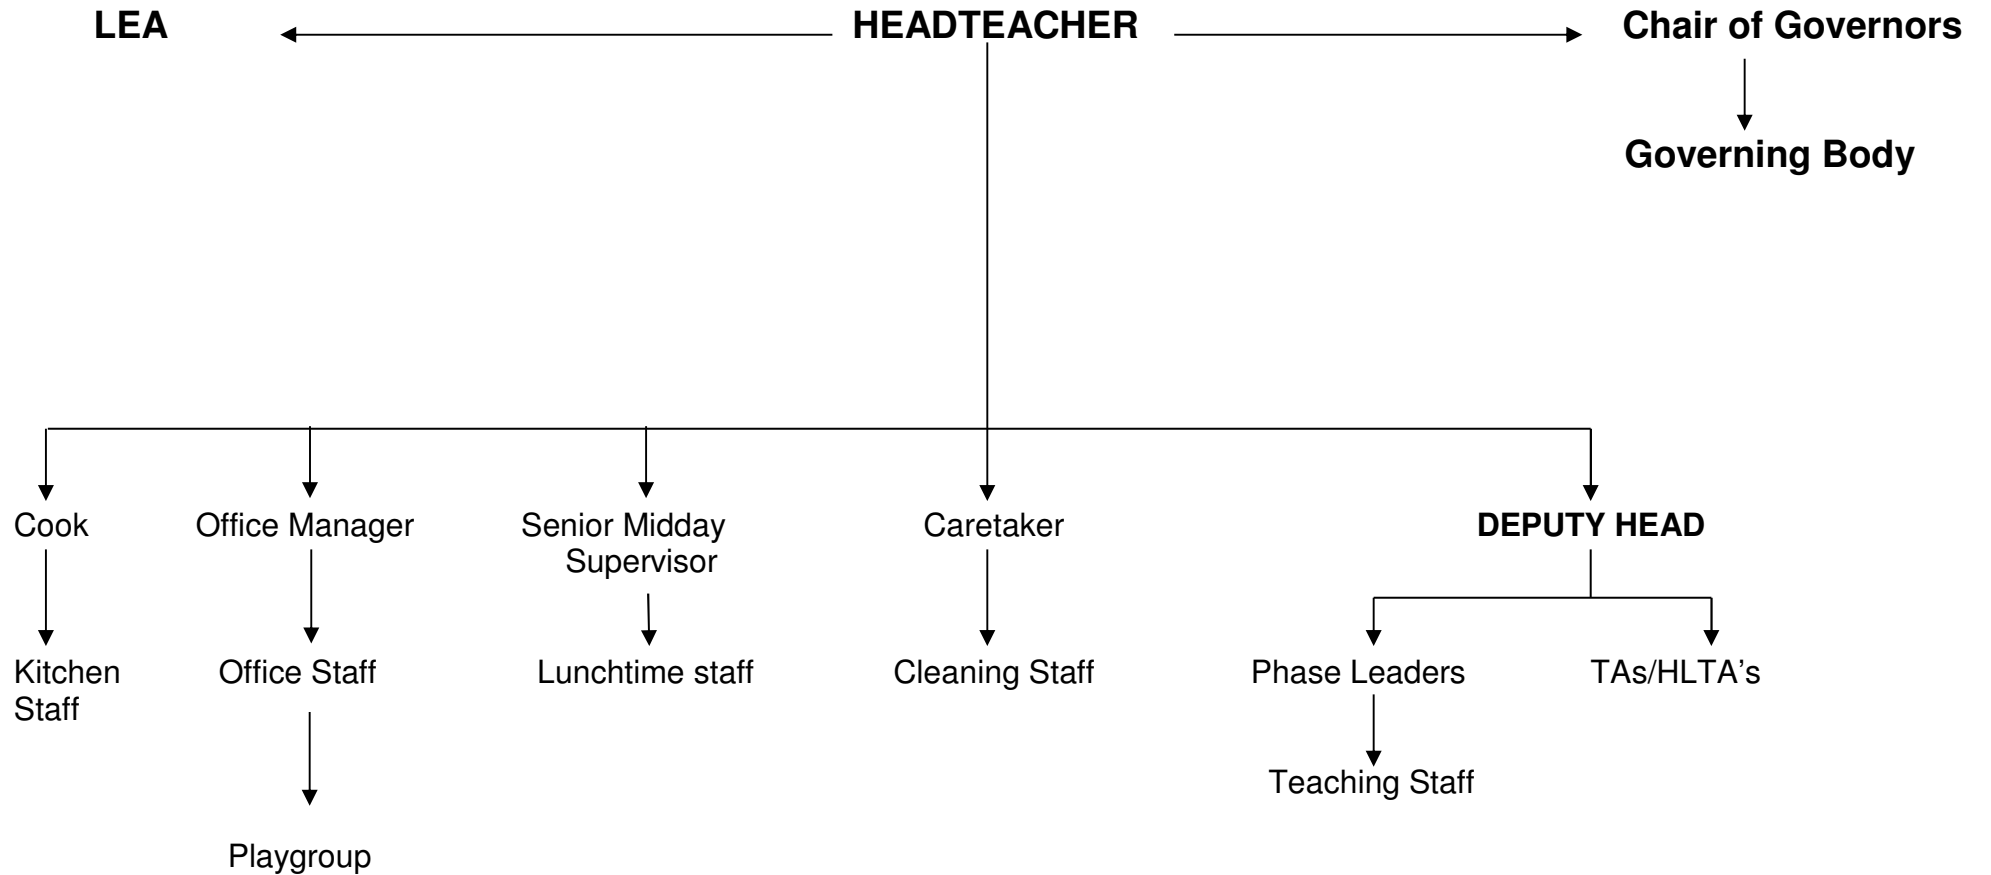 LEA
HEADTEACHER
Chair of Governors
Governing Body
Cook
Office Manager
Senior Midday
Supervisor
Caretaker
DEPUTY HEAD
Kitchen
Staff
Office Staff
Lunchtime staff
Cleaning Staff
Phase Leaders
TAs/HLTA’s
Teaching Staff
Playgroup